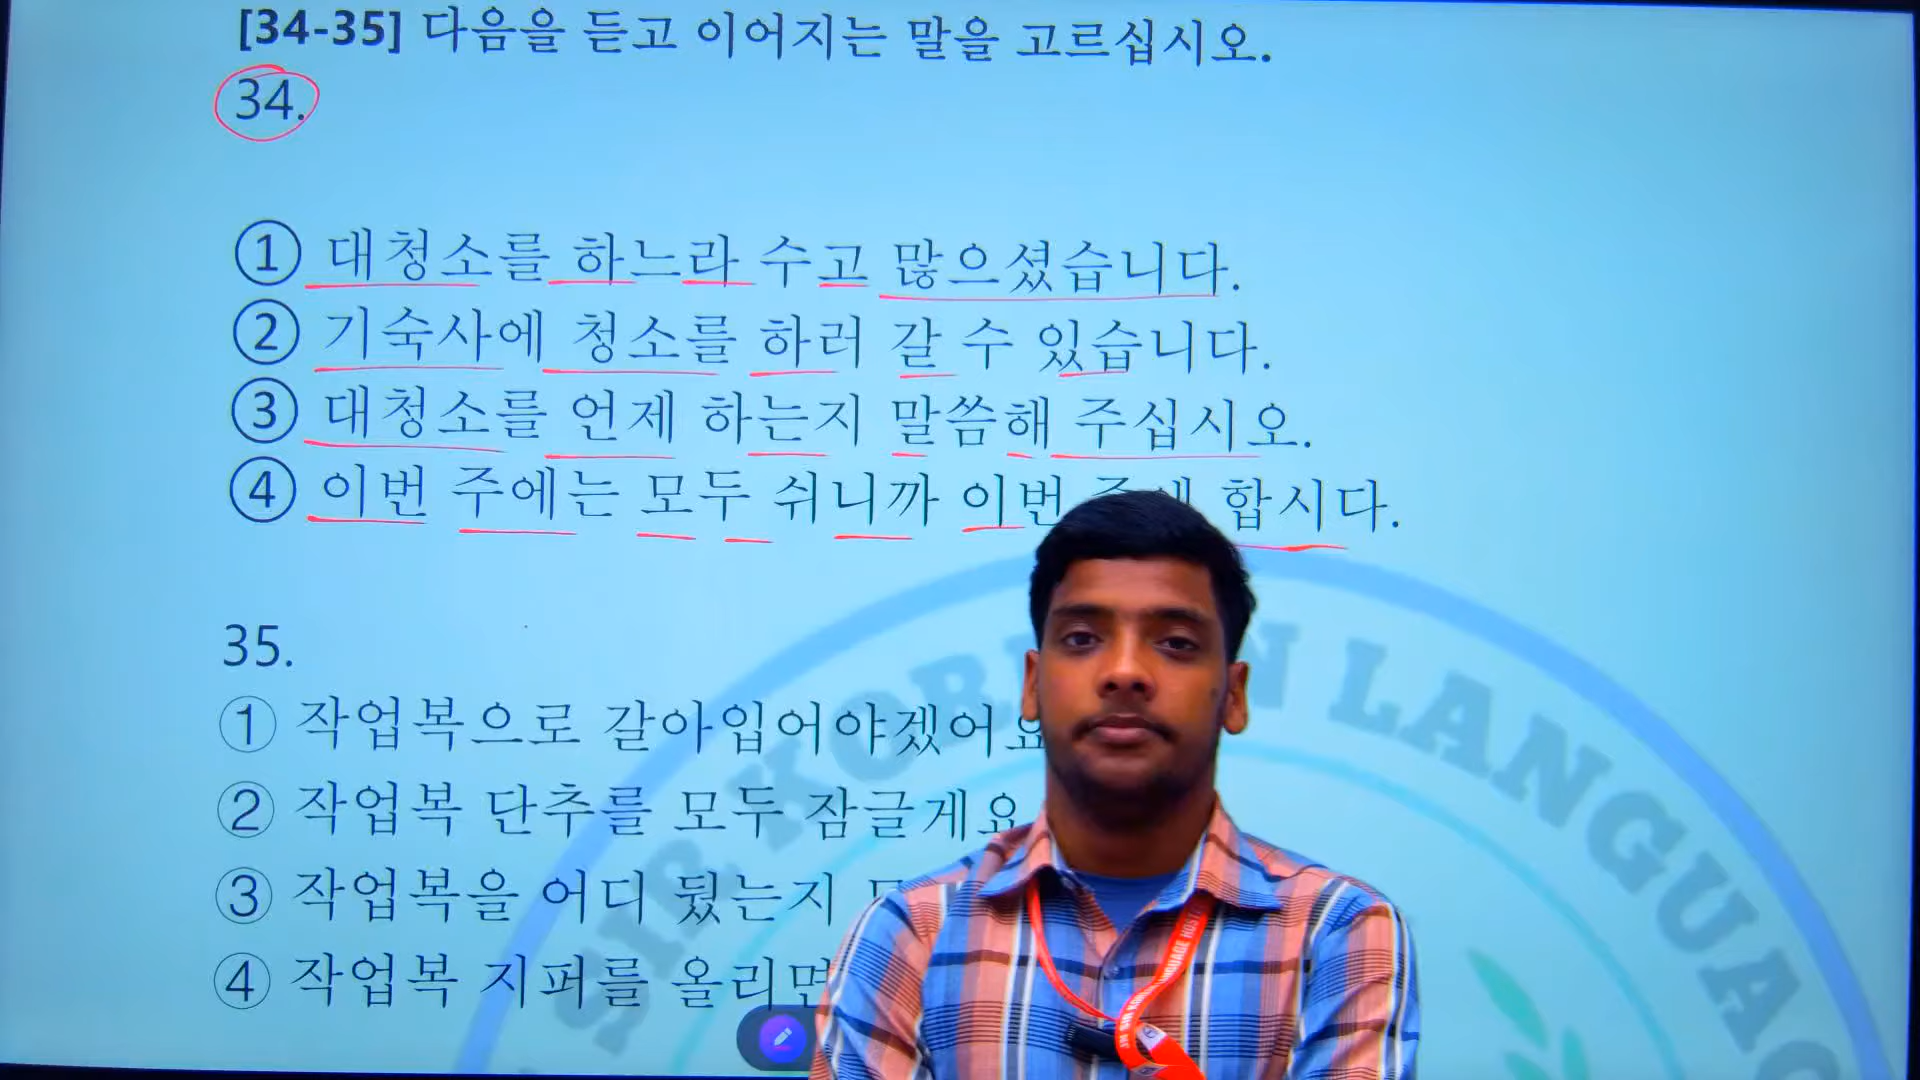 [34-35] 다음을 듣고 이어지는 말을 고르십시오.
34.
① 대청소를 하느라 수고 많으셨습니다.
② 기숙사에 청소를 하러 갈 수 있습니다.
③ 대청소를 언제 하는지 말씀해 주십시오.
④ 이번 주에는 모두 쉬니까 이번 합시다.
35.
① 작업복으로 갈아입어야겠어요
② 작업복 단추를 모두 잠글게요
③ 작업복을 어디 뒀는지
④ 작업복 지퍼를 올리면
SIR KOREAN LANGUAG